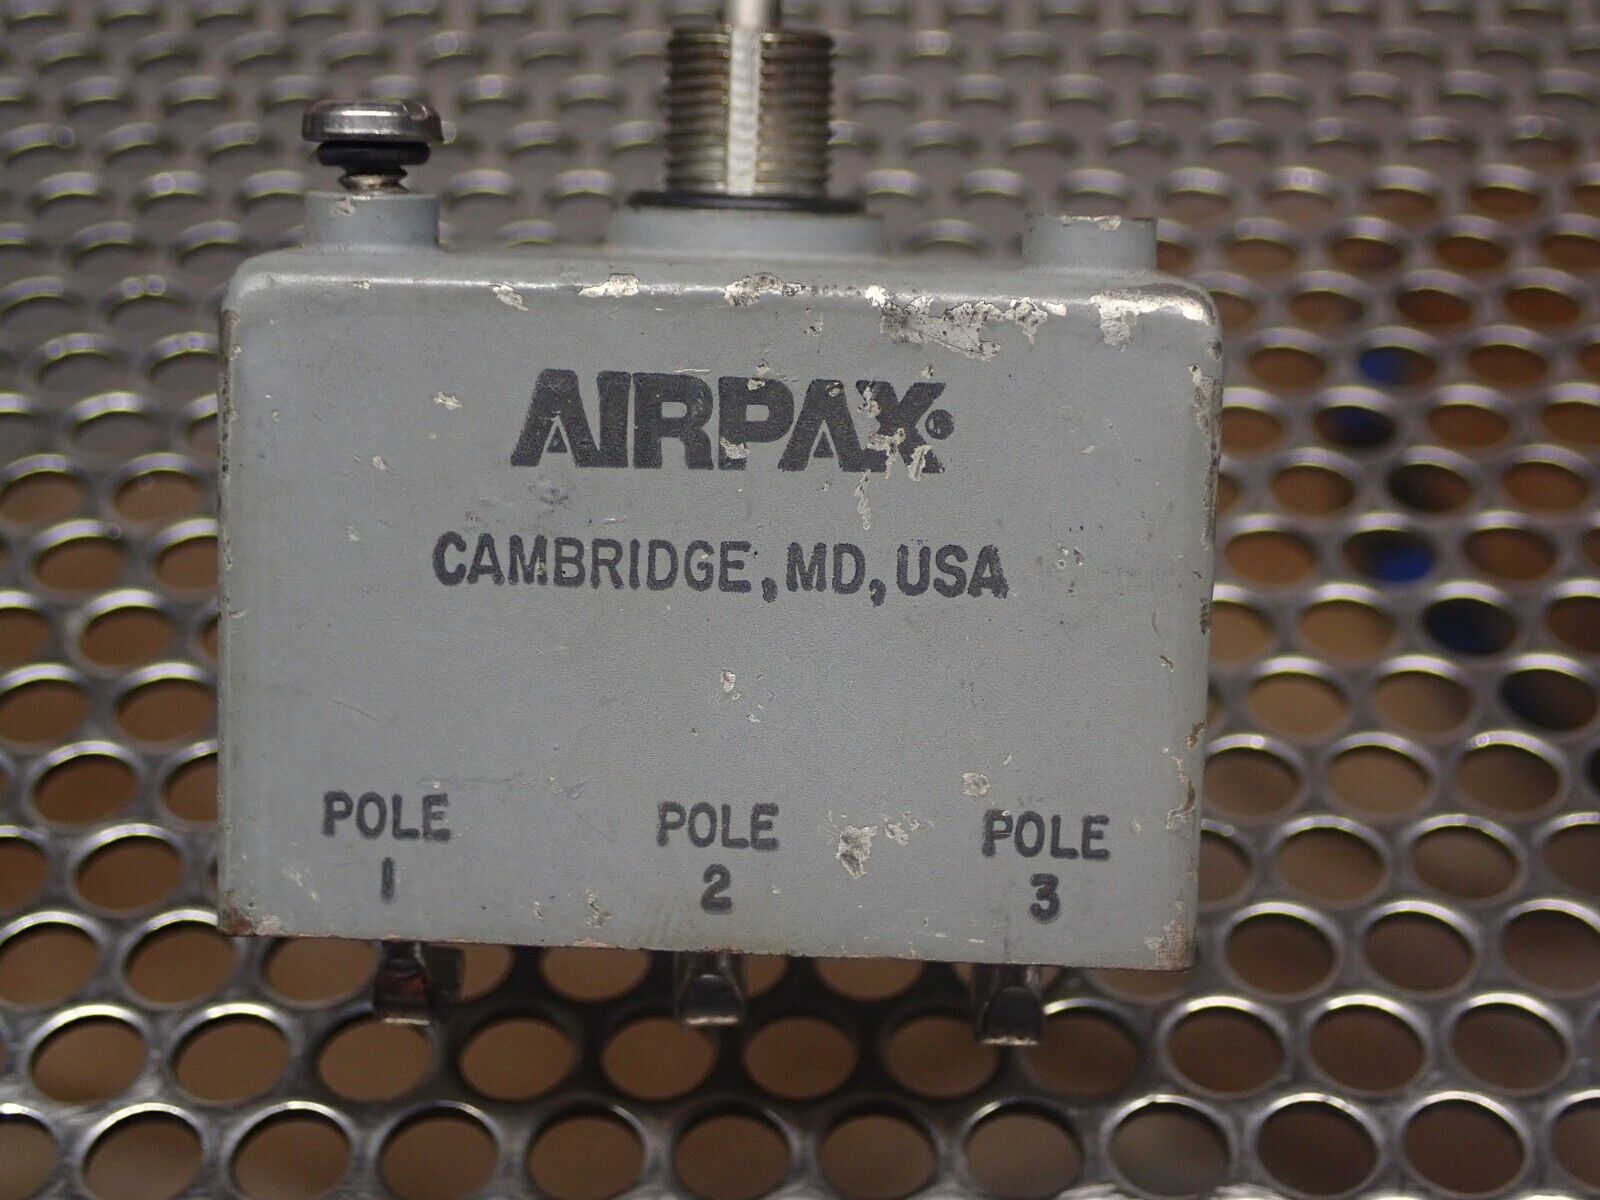 AIRPAX®
CAMBRIDGE, MD, USA
POLE POLE POLE
1 2 3